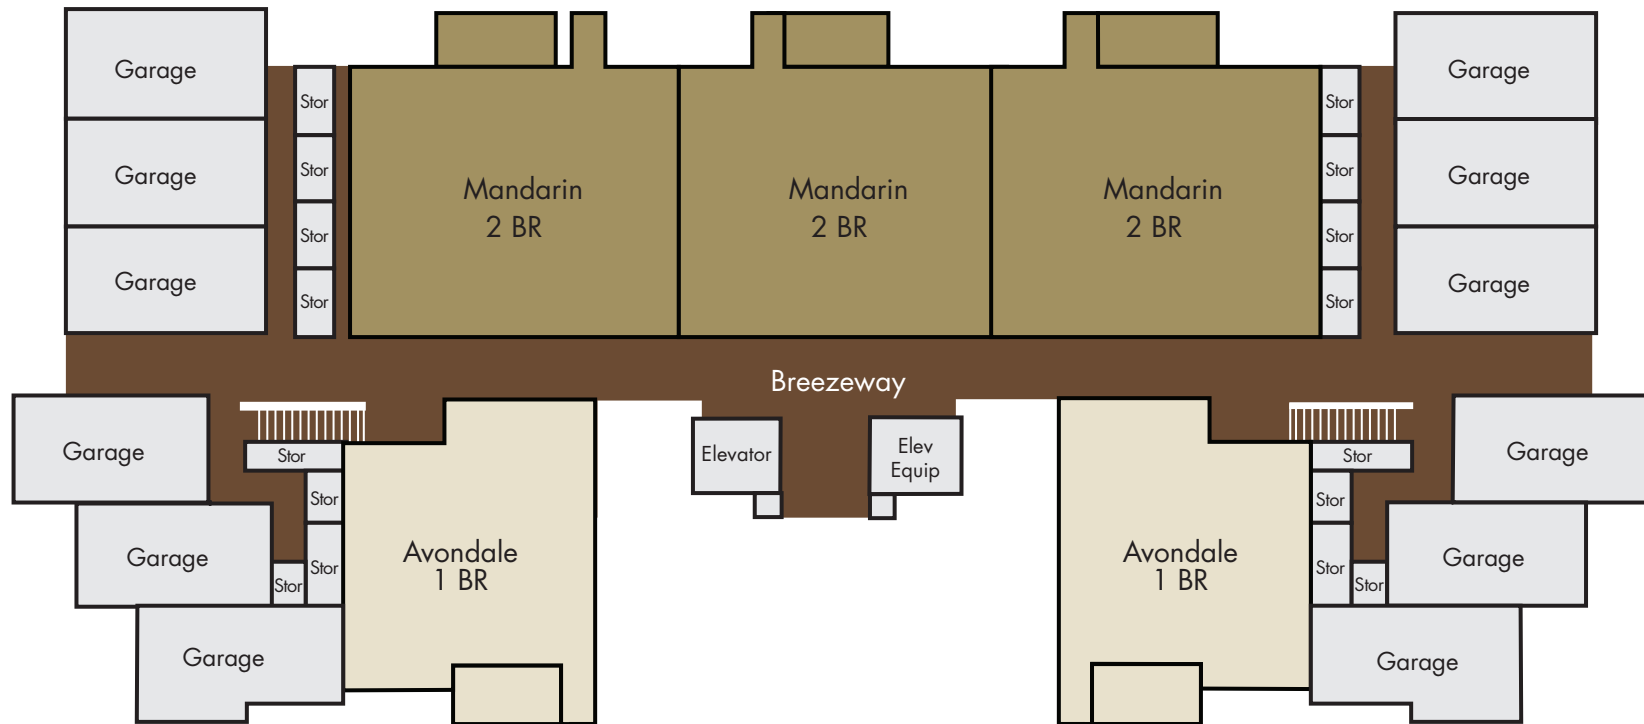 Garage
Garage
Garage
Stor
Stor
Stor
Stor
Mandarin
2 BR
Mandarin
2 BR
Mandarin
2 BR
Stor
Stor
Stor
Stor
Garage
Garage
Garage
Breezeway
Garage
Garage
Garage
Stor
Stor
Stor
Stor
Avondale
1 BR
Elevator
Elev
Equip
Avondale
1 BR
Stor
Stor
Stor
Stor
Garage
Garage
Garage